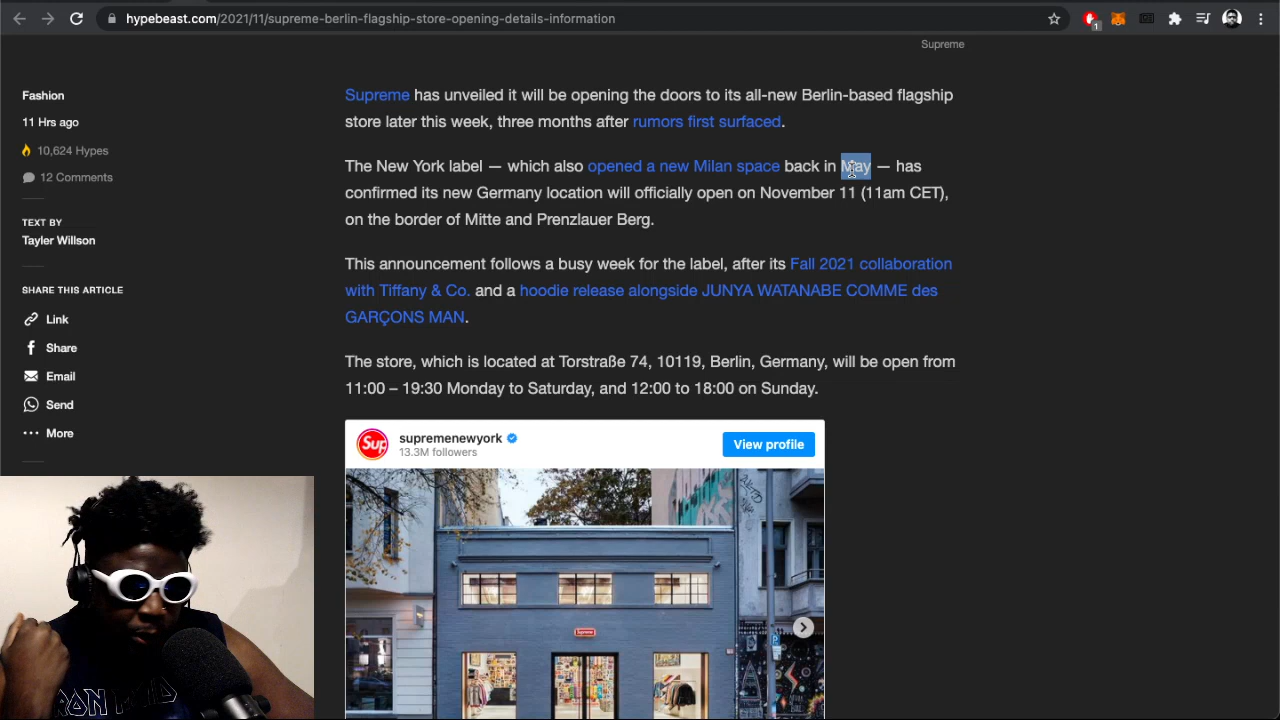 hypebeast.com/2021/11/supreme-berlin-flagship-store-opening-details-information
1
Supreme
Fashion
11 Hrs ago
10,624 Hypes
12 Comments
TEXT BY
Tayler Willson
SHARE THIS ARTICLE
Link
Share
Email
Send
More
Supreme has unveiled it will be opening the doors to its all-new Berlin-based flagship
store later this week, three months after rumors first surfaced.
The New York label — which also opened a new Milan space back in May — has
confirmed its new Germany location will officially open on November 11 (11am CET),
on the border of Mitte and Prenzlauer Berg.
This announcement follows a busy week for the label, after its Fall 2021 collaboration
with Tiffany & Co. and a hoodie release alongside JUNYA WATANABE COMME des
GARÇONS MAN.
The store, which is located at Torstraße 74, 10119, Berlin, Germany, will be open from
11:00 – 19:30 Monday to Saturday, and 12:00 to 18:00 on Sunday.
Sup
supremenewyork
13.3M followers
View profile
Supreme